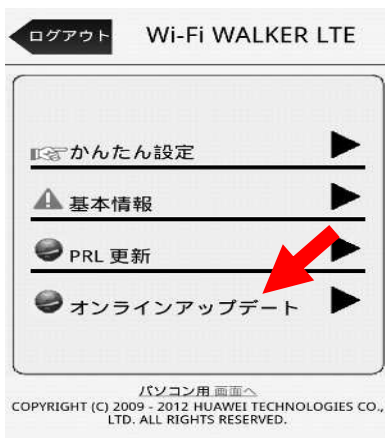 ログアウト Wi-Fi WALKER LTE
かんたん設定
基本情報
PRL 更新
オンラインアップデート
パソコン用 画面へ
COPYRIGHT (C) 2009 - 2012 HUAWEI TECHNOLOGIES CO.,
LTD. ALL RIGHTS RESERVED.